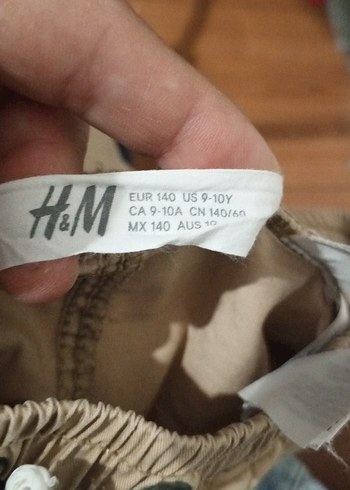 H&M
EUR 140 US 9-10Y
CA 9-10A CN 140/60
MX 140 AUS